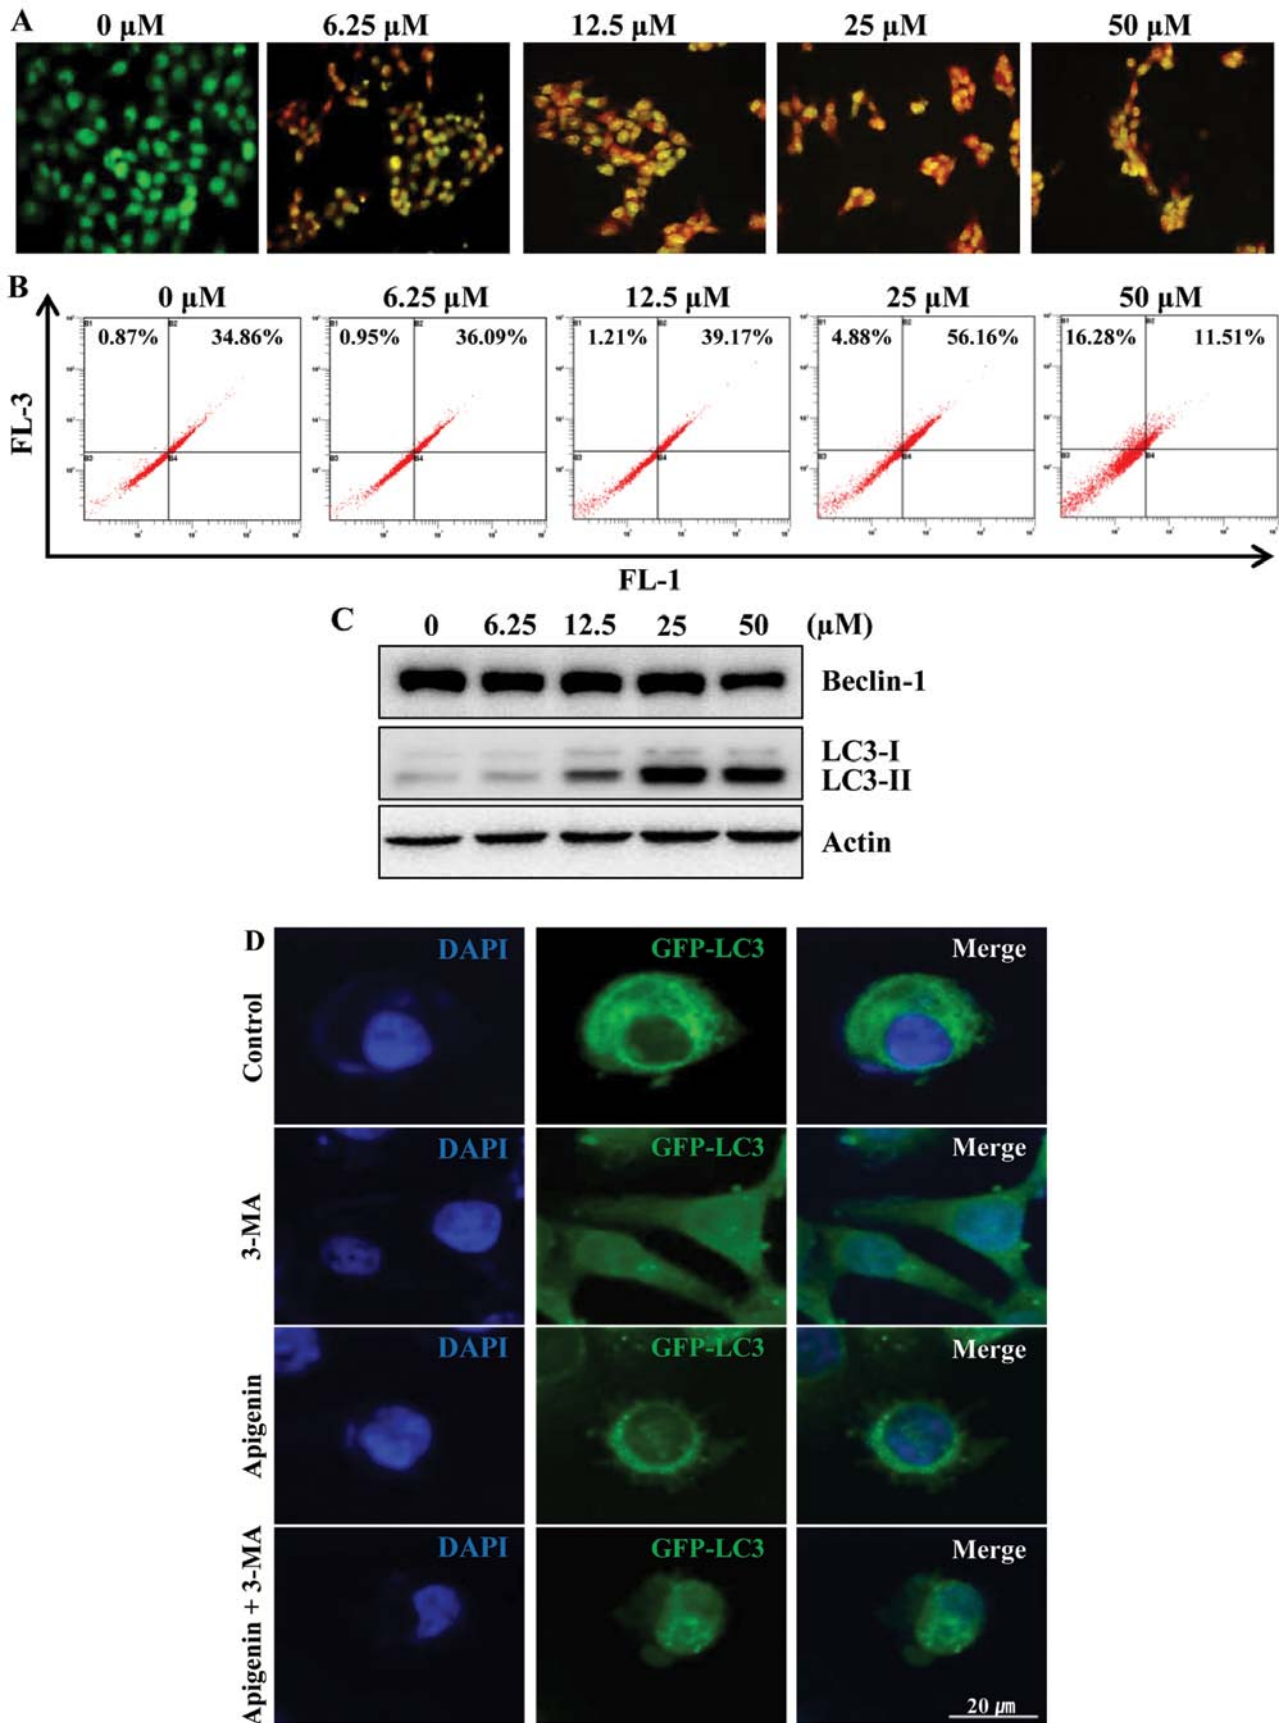 A 0 µM 6.25 µM 12.5 µM 25 µM 50 µM
B 0 µM 6.25 µM 12.5 µM 25 µM 50 µM
0.87% 34.86% 0.95% 36.09% 1.21% 39.17% 4.88% 56.16% 16.28% 11.51%
FL-3
FL-1
C 0 6.25 12.5 25 50 (µM)
Beclin-1
LC3-I
LC3-II
Actin
D DAPI GFP-LC3 Merge
Control
DAPI GFP-LC3 Merge
3-MA
DAPI GFP-LC3 Merge
Apigenin
DAPI GFP-LC3 Merge
Apigenin + 3-MA
20 µm